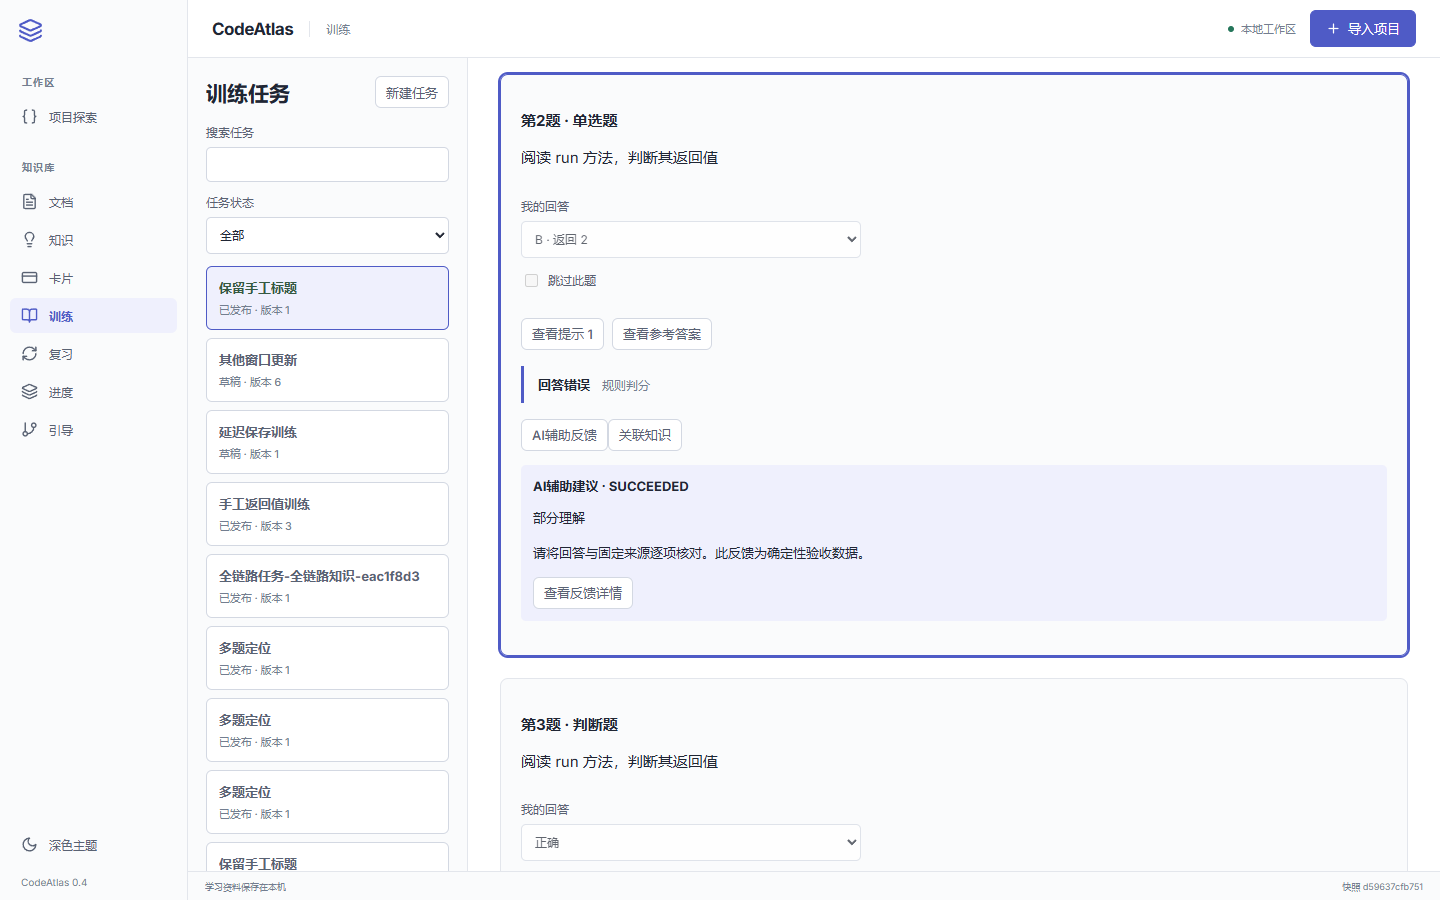 CodeAtlas
训练
本地工作区
导入项目
工作区
项目探索
知识库
文档
知识
卡片
训练
复习
进度
引导
深色主题
CodeAtlas 0.4
训练任务
新建任务
搜索任务
任务状态
全部
保留手工标题
已发布 · 版本 1
其他窗口更新
草稿 · 版本 6
延迟保存训练
草稿 · 版本 1
手工返回值训练
已发布 · 版本 3
全链路任务-全链路知识-eac1f8d3
已发布 · 版本 1
多题定位
已发布 · 版本 1
多题定位
已发布 · 版本 1
多题定位
已发布 · 版本 1
保留手工标题
第2题 · 单选题
阅读 run 方法，判断其返回值
我的回答
B · 返回 2
跳过此题
查看提示 1
查看参考答案
回答错误 规则判分
AI辅助反馈
关联知识
AI辅助建议 · SUCCEEDED
部分理解
请将回答与固定来源逐项核对。此反馈为确定性验收数据。
查看反馈详情
第3题 · 判断题
阅读 run 方法，判断其返回值
我的回答
正确
学习资料保存在本机
快照 d59637cfb751